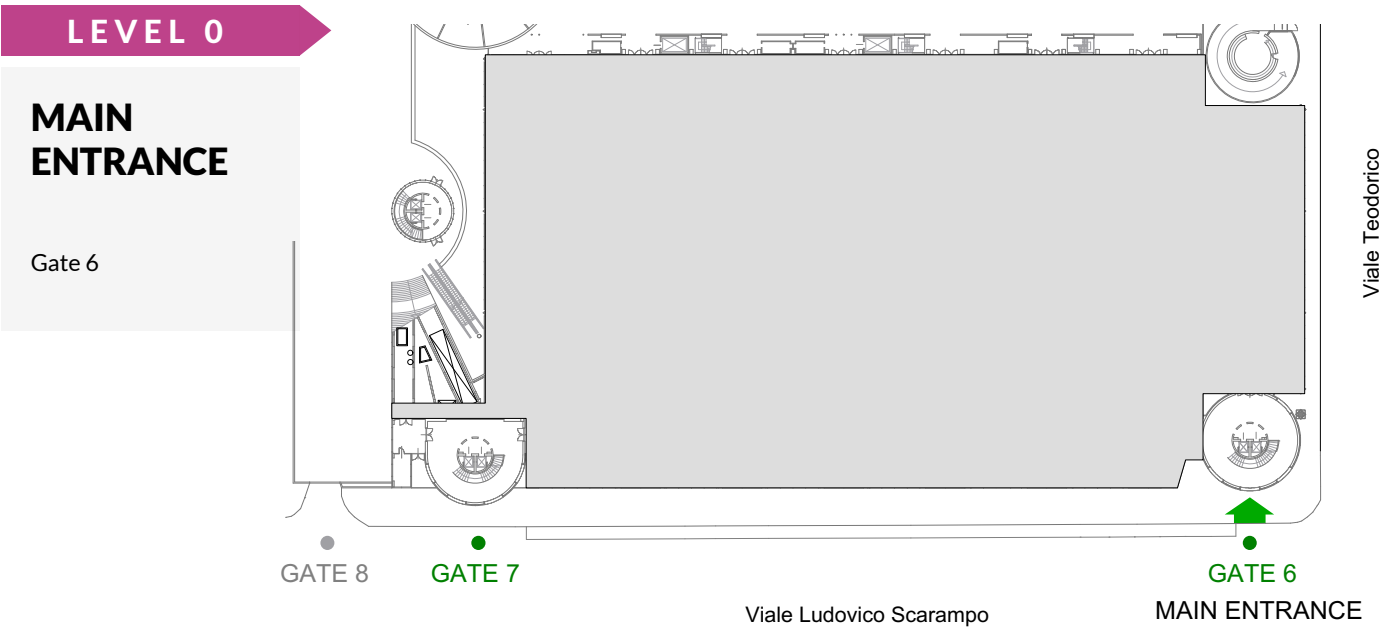 LEVEL 0
MAIN
ENTRANCE
Gate 6
Viale Teodorico
GATE 8
GATE 7
GATE 6
Viale Ludovico Scarampo
MAIN ENTRANCE